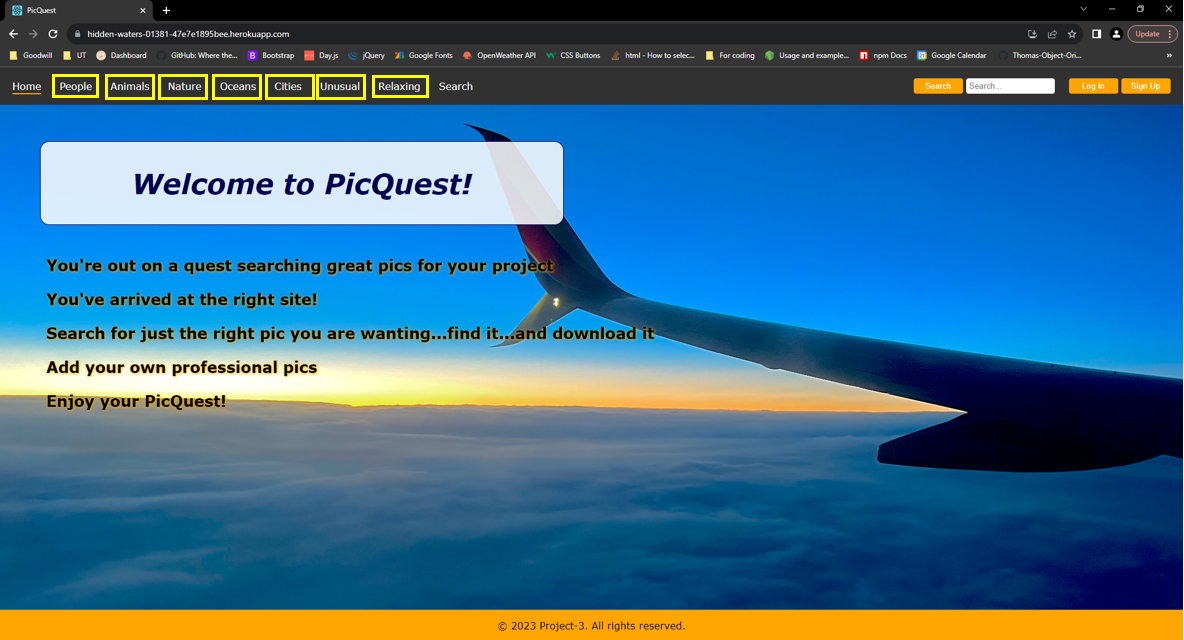 PicQuest
hidden-waters-01381-47e7e1895bee.herokuapp.com
Update
Goodwill UT Dashboard GitHub: Where the... Bootstrap Day.js jQuery Google Fonts OpenWeather API CSS Buttons html - How to selec... For coding Usage and example... npm Docs Google Calendar Thomas-Object-Ori... »
Home People Animals Nature Oceans Cities Unusual Relaxing Search Search Search... Log In Sign Up
Welcome to PicQuest!
You're out on a quest searching great pics for your project
You've arrived at the right site!
Search for just the right pic you are wanting...find it...and download it
Add your own professional pics
Enjoy your PicQuest!
© 2023 Project-3. All rights reserved.